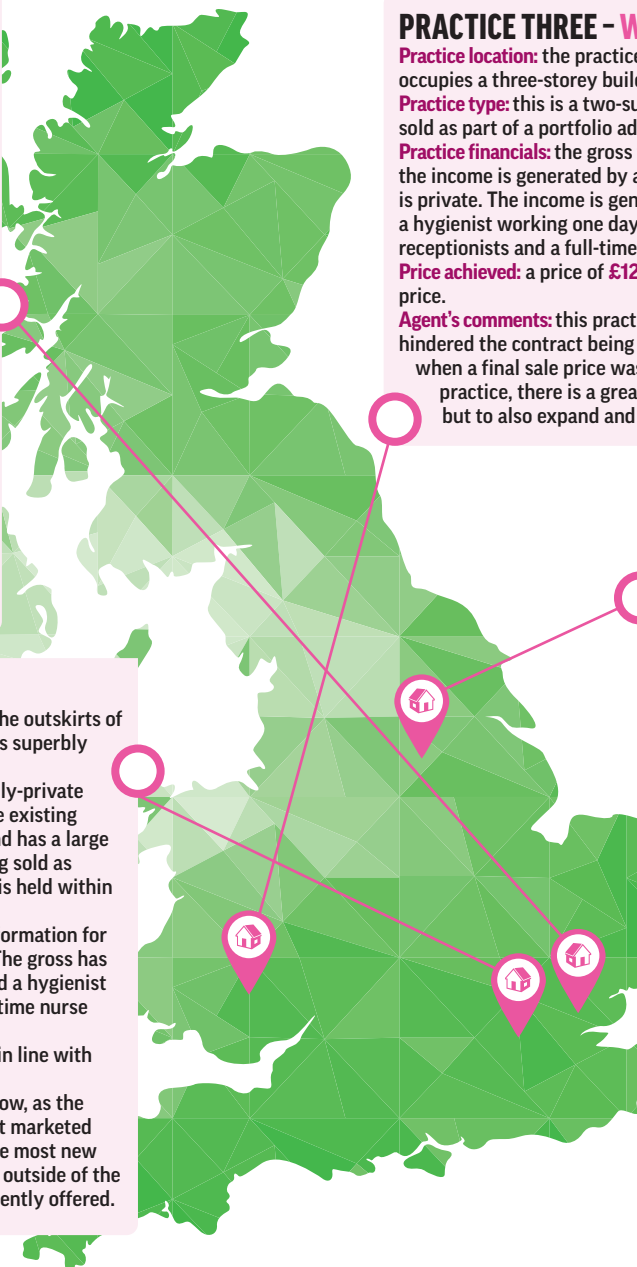 PRACTICE THREE – W
Practice location: the practice
occupies a three-storey build
Practice type: this is a two-su
sold as part of a portfolio ad
Practice financials: the gross
the income is generated by a
is private. The income is gen
a hygienist working one day
receptionists and a full-time
Price achieved: a price of £12
price.
Agent's comments: this pract
hindered the contract being
when a final sale price was
practice, there is a grea
but to also expand and
he outskirts of
s superbly
ly-private
e existing
nd has a large
g sold as
is held within
ormation for
The gross has
d a hygienist
time nurse
in line with
ow, as the
t marketed
e most new
outside of the
ently offered.